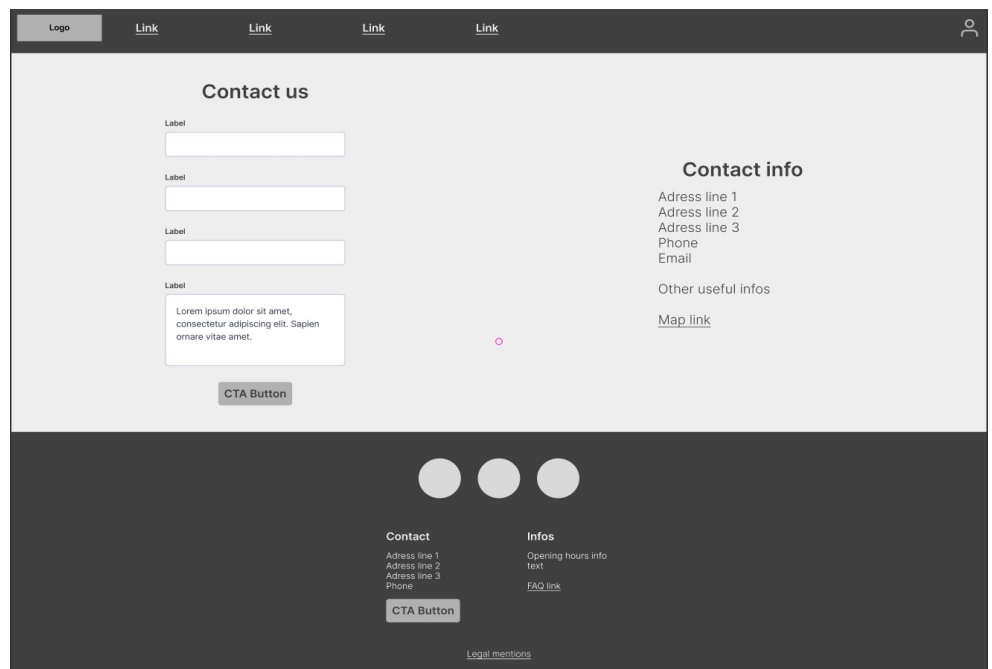 Logo
Link
Link
Link
Link
Contact us
Label
Label
Label
Label
Lorem ipsum dolor sit amet,
consectetur adipiscing elit. Sapien
ornare vitae amet.
CTA Button
Contact info
Adress line 1
Adress line 2
Adress line 3
Phone
Email
Other useful infos
Map link
Contact
Adress line 1
Adress line 2
Adress line 3
Phone
CTA Button
Infos
Opening hours info
text
FAQ link
Legal mentions